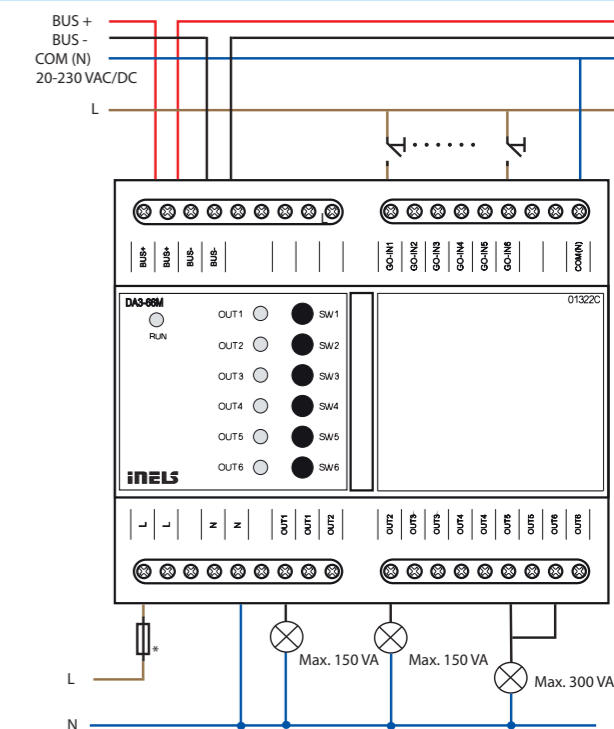 BUS +
BUS -
COM (N)
20-230 VAC/DC
L
L
BUS+ BUS+ BUS- BUS-
GO-IN1 GO-IN2 GO-IN3 GO-IN4 GO-IN5 GO-IN6 COM(N)
DA3-66M
RUN
01322C
OUT1 SW1
OUT2 SW2
OUT3 SW3
OUT4 SW4
OUT5 SW5
OUT6 SW6
iNELS
L L N N OUT1 OUT1 OUT2
OUT2 OUT3 OUT3 OUT4 OUT4 OUT5 OUT5 OUT6 OUT6
*
Max. 150 VA Max. 150 VA
L
Max. 300 VA
N